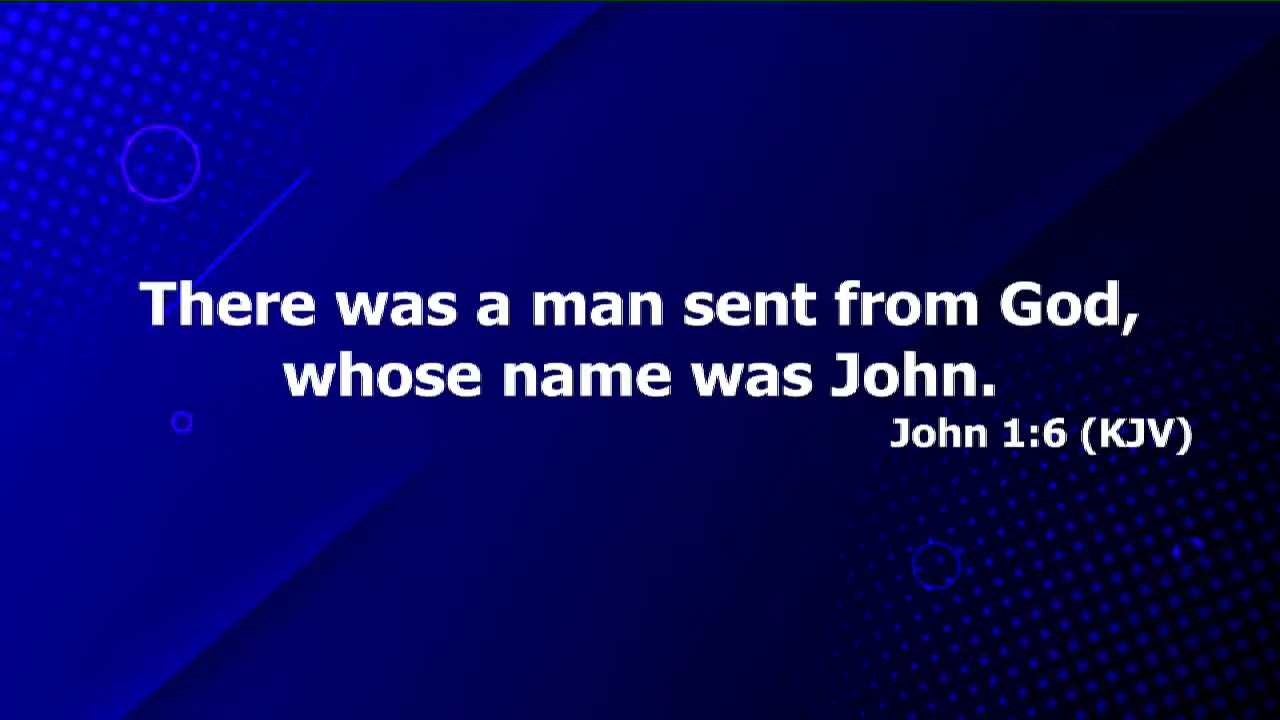 There was a man sent from God,
whose name was John.
John 1:6 (KJV)